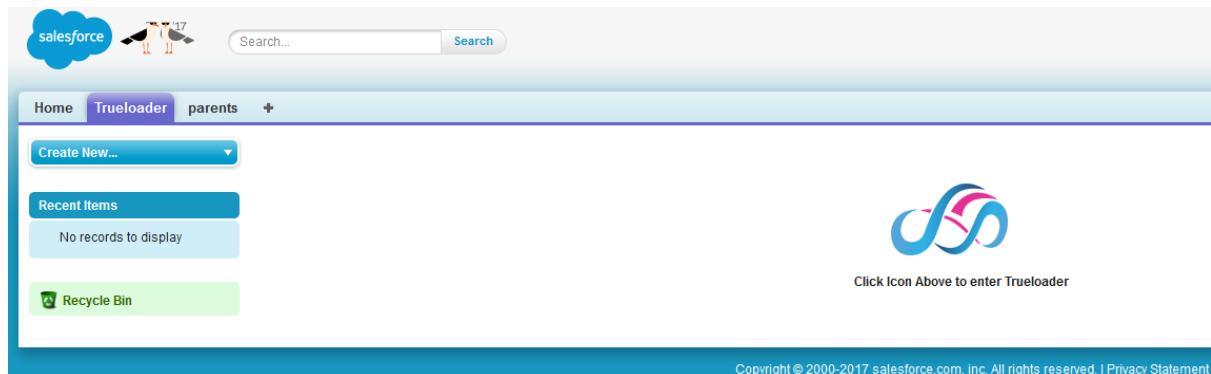 salesforce
'17
Search...
Search
Home Trueloader parents +
Create New...
Recent Items
No records to display
Recycle Bin
Click Icon Above to enter Trueloader
Copyright © 2000-2017 salesforce.com, inc. All rights reserved. | Privacy Statement